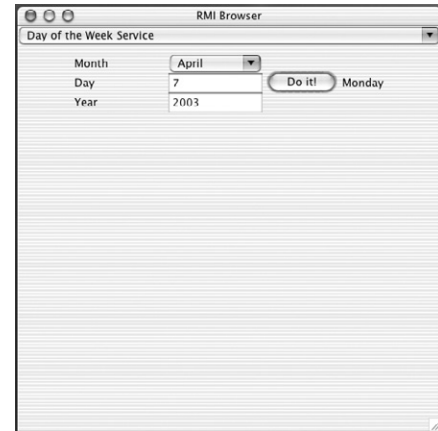 RMI Browser
Day of the Week Service
Month April
Day 7 Do it! Monday
Year 2003